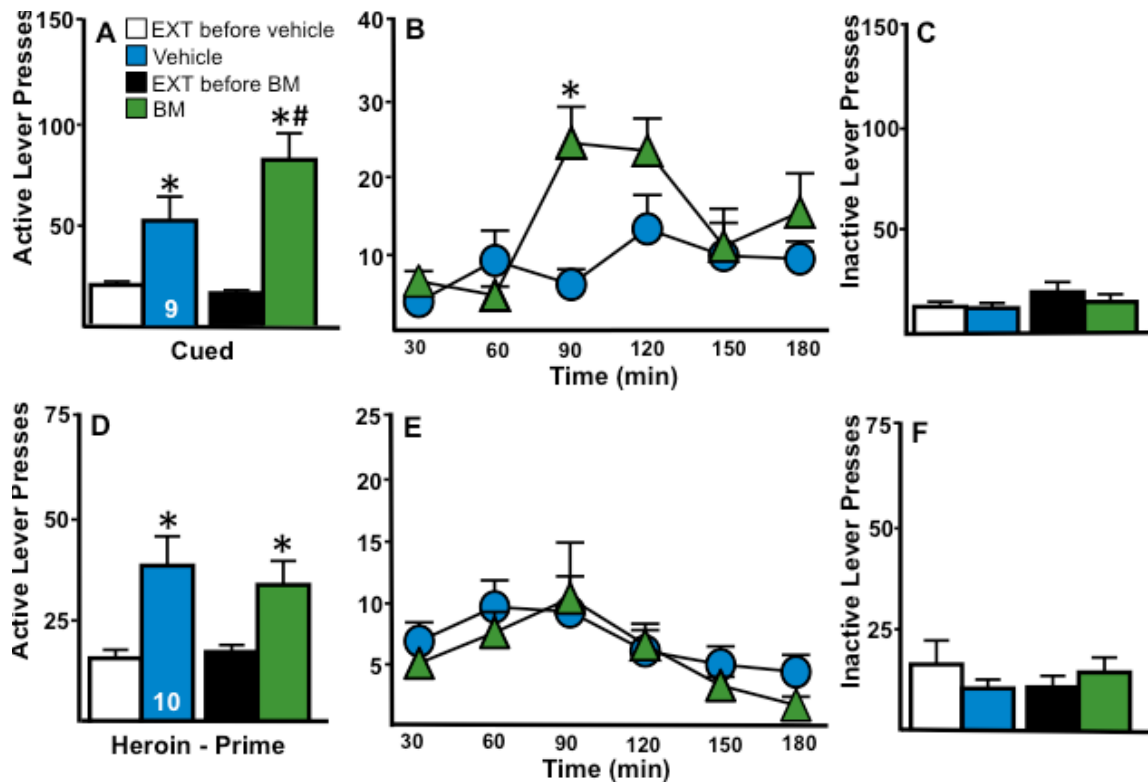 A
EXT before vehicle
Vehicle
EXT before BM
BM
Active Lever Presses
150
100
50
*
9
*#
Cued
B
40
30
20
10
*
30 60 90 120 150 180
Time (min)
C
Inactive Lever Presses
150
100
50
D
Active Lever Presses
75
50
25
*
10
*
Heroin - Prime
E
25
20
15
10
5
30 60 90 120 150 180
Time (min)
F
Inactive Lever Presses
75
50
25